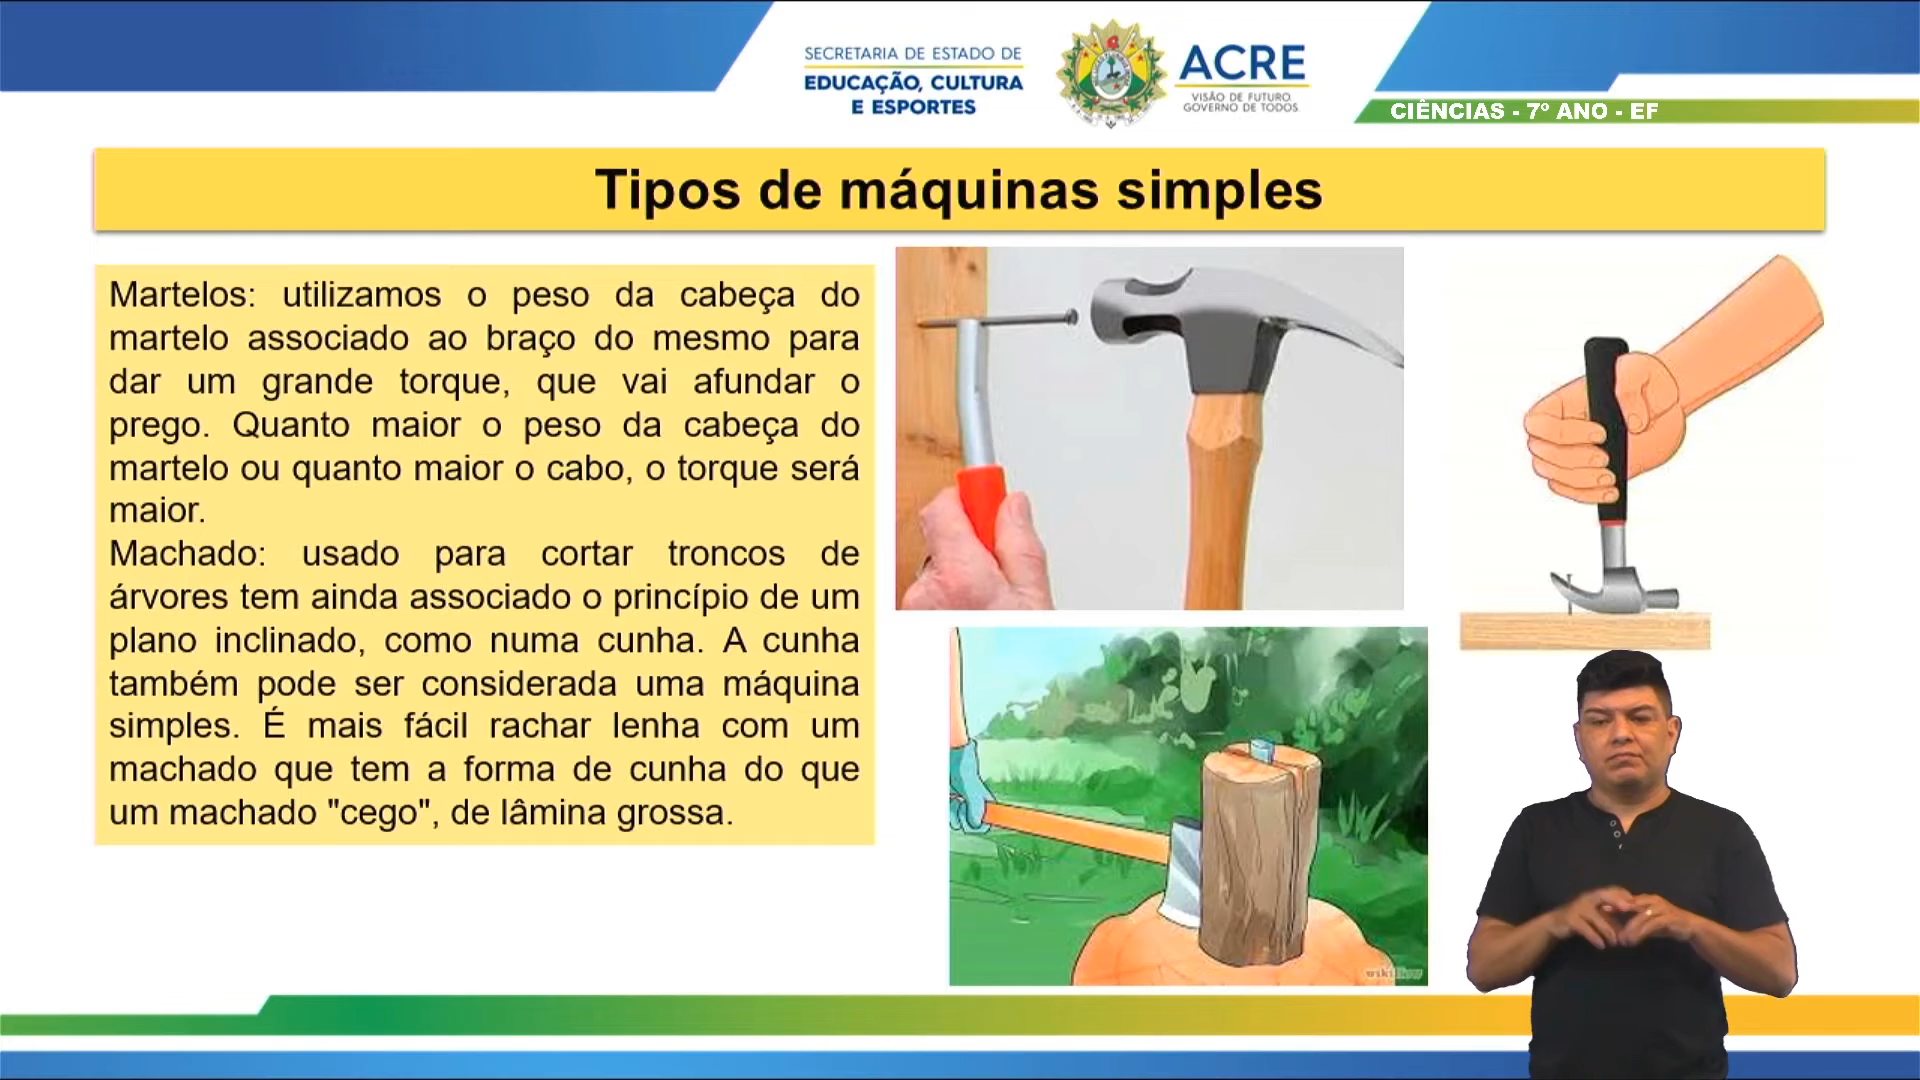 SECRETARIA DE ESTADO DE
EDUCAÇÃO, CULTURA
E ESPORTES
ACRE
VISÃO DE FUTURO
GOVERNO DE TODOS
CIÊNCIAS - 7º ANO - EF
Tipos de máquinas simples
Martelos: utilizamos o peso da cabeça do
martelo associado ao braço do mesmo para
dar um grande torque, que vai afundar o
prego. Quanto maior o peso da cabeça do
martelo ou quanto maior o cabo, o torque será
maior.
Machado: usado para cortar troncos de
árvores tem ainda associado o princípio de um
plano inclinado, como numa cunha. A cunha
também pode ser considerada uma máquina
simples. É mais fácil rachar lenha com um
machado que tem a forma de cunha do que
um machado "cego", de lâmina grossa.